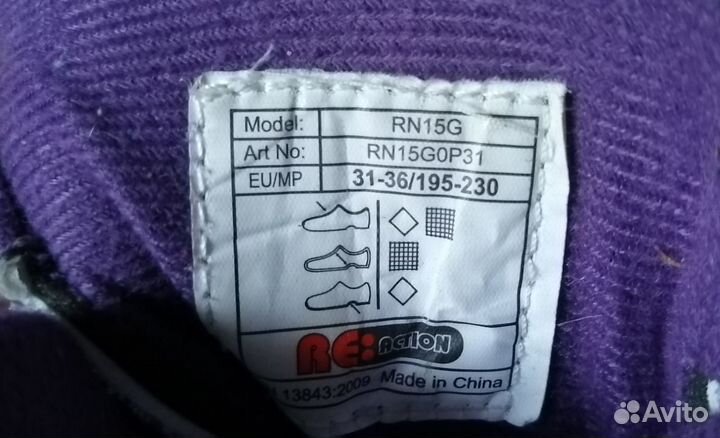 Model: RN15G
Art No: RN15G0P31
EU/MP 31-36/195-230
RE:ACTION
13843:2009 Made in China
Avito